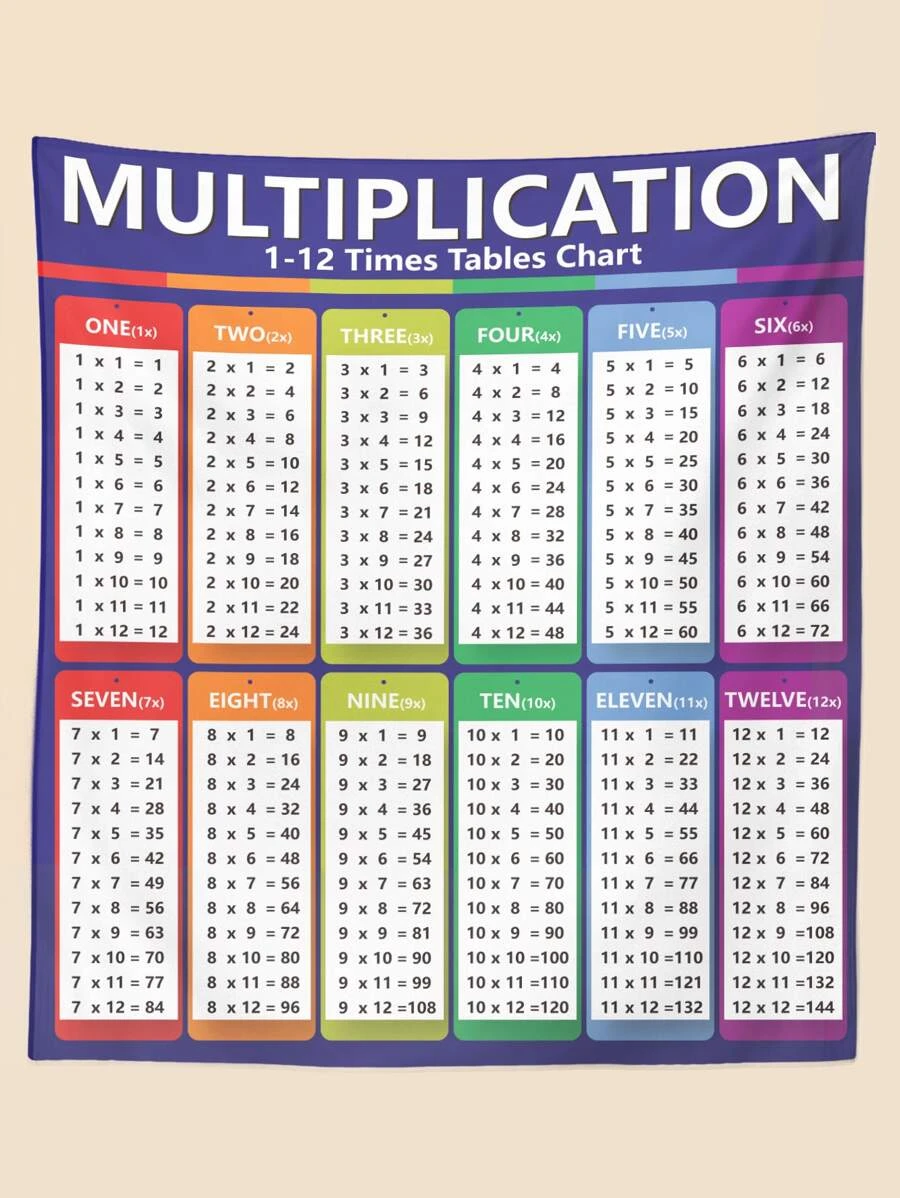 MULTIPLICATION
1-12 Times Tables Chart
ONE(1x)
1 x 1 = 1
1 x 2 = 2
1 x 3 = 3
1 x 4 = 4
1 x 5 = 5
1 x 6 = 6
1 x 7 = 7
1 x 8 = 8
1 x 9 = 9
1 x 10 = 10
1 x 11 = 11
1 x 12 = 12
TWO(2x)
2 x 1 = 2
2 x 2 = 4
2 x 3 = 6
2 x 4 = 8
2 x 5 = 10
2 x 6 = 12
2 x 7 = 14
2 x 8 = 16
2 x 9 = 18
2 x 10 = 20
2 x 11 = 22
2 x 12 = 24
THREE(3x)
3 x 1 = 3
3 x 2 = 6
3 x 3 = 9
3 x 4 = 12
3 x 5 = 15
3 x 6 = 18
3 x 7 = 21
3 x 8 = 24
3 x 9 = 27
3 x 10 = 30
3 x 11 = 33
3 x 12 = 36
FOUR(4x)
4 x 1 = 4
4 x 2 = 8
4 x 3 = 12
4 x 4 = 16
4 x 5 = 20
4 x 6 = 24
4 x 7 = 28
4 x 8 = 32
4 x 9 = 36
4 x 10 = 40
4 x 11 = 44
4 x 12 = 48
FIVE(5x)
5 x 1 = 5
5 x 2 = 10
5 x 3 = 15
5 x 4 = 20
5 x 5 = 25
5 x 6 = 30
5 x 7 = 35
5 x 8 = 40
5 x 9 = 45
5 x 10 = 50
5 x 11 = 55
5 x 12 = 60
SIX(6x)
6 x 1 = 6
6 x 2 = 12
6 x 3 = 18
6 x 4 = 24
6 x 5 = 30
6 x 6 = 36
6 x 7 = 42
6 x 8 = 48
6 x 9 = 54
6 x 10 = 60
6 x 11 = 66
6 x 12 = 72
SEVEN(7x)
7 x 1 = 7
7 x 2 = 14
7 x 3 = 21
7 x 4 = 28
7 x 5 = 35
7 x 6 = 42
7 x 7 = 49
7 x 8 = 56
7 x 9 = 63
7 x 10 = 70
7 x 11 = 77
7 x 12 = 84
EIGHT(8x)
8 x 1 = 8
8 x 2 = 16
8 x 3 = 24
8 x 4 = 32
8 x 5 = 40
8 x 6 = 48
8 x 7 = 56
8 x 8 = 64
8 x 9 = 72
8 x 10 = 80
8 x 11 = 88
8 x 12 = 96
NINE(9x)
9 x 1 = 9
9 x 2 = 18
9 x 3 = 27
9 x 4 = 36
9 x 5 = 45
9 x 6 = 54
9 x 7 = 63
9 x 8 = 72
9 x 9 = 81
9 x 10 = 90
9 x 11 = 99
9 x 12 =108
TEN(10x)
10 x 1 = 10
10 x 2 = 20
10 x 3 = 30
10 x 4 = 40
10 x 5 = 50
10 x 6 = 60
10 x 7 = 70
10 x 8 = 80
10 x 9 = 90
10 x 10 =100
10 x 11 =110
10 x 12 =120
ELEVEN(11x)
11 x 1 = 11
11 x 2 = 22
11 x 3 = 33
11 x 4 = 44
11 x 5 = 55
11 x 6 = 66
11 x 7 = 77
11 x 8 = 88
11 x 9 = 99
11 x 10 =110
11 x 11 =121
11 x 12 =132
TWELVE(12x)
12 x 1 = 12
12 x 2 = 24
12 x 3 = 36
12 x 4 = 48
12 x 5 = 60
12 x 6 = 72
12 x 7 = 84
12 x 8 = 96
12 x 9 =108
12 x 10 =120
12 x 11 =132
12 x 12 =144